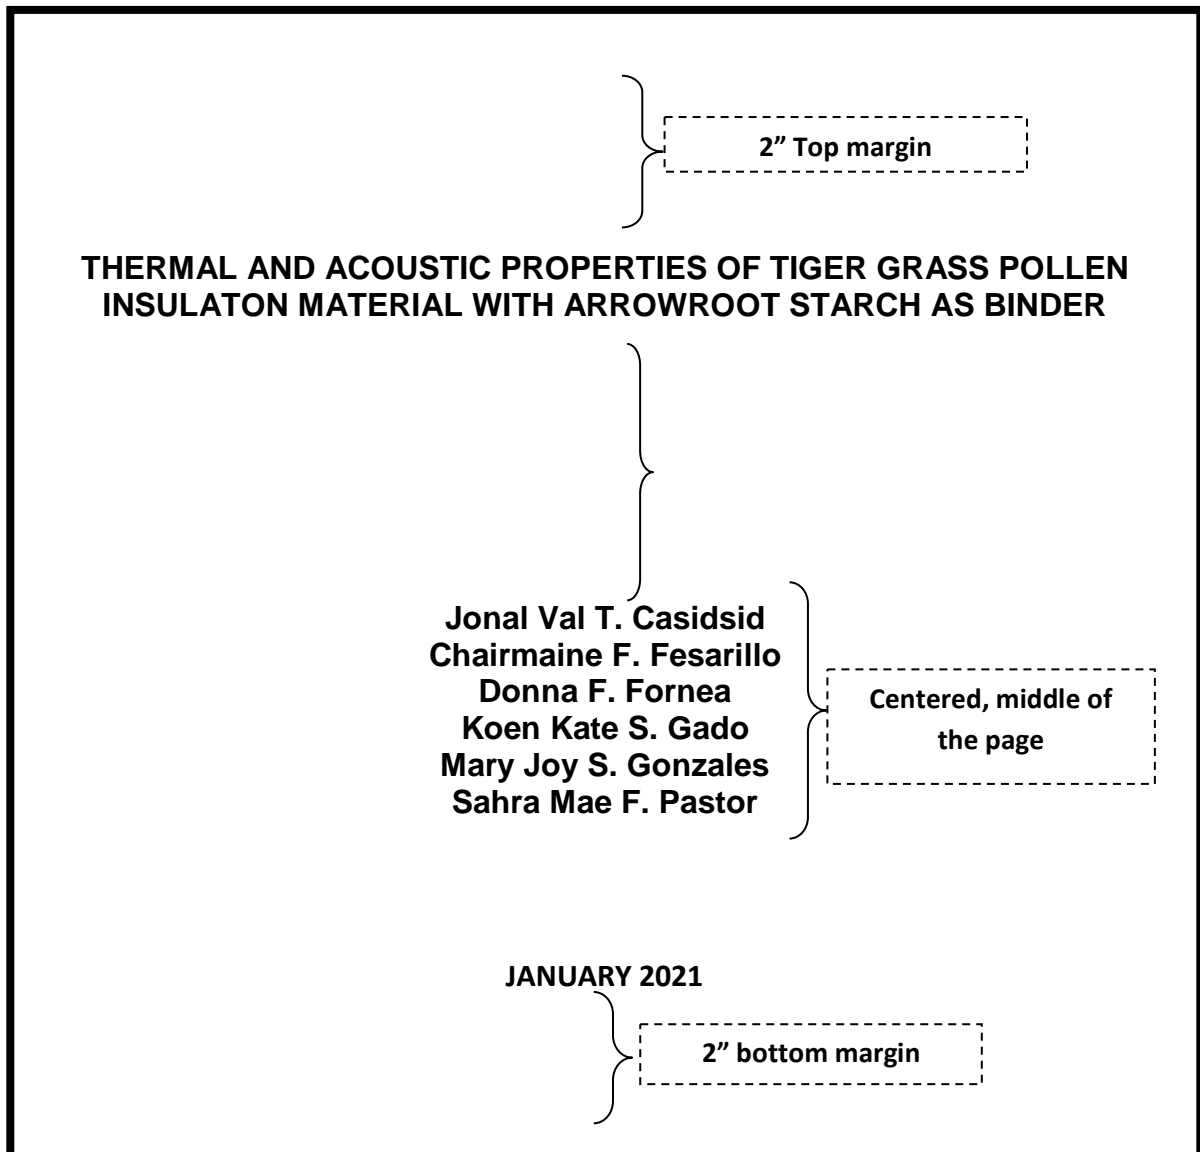 2” Top margin
THERMAL AND ACOUSTIC PROPERTIES OF TIGER GRASS POLLEN
INSULATON MATERIAL WITH ARROWROOT STARCH AS BINDER
Jonal Val T. Casidsid
Chairmaine F. Fesarillo
Donna F. Fornea
Koen Kate S. Gado
Mary Joy S. Gonzales
Sahra Mae F. Pastor
Centered, middle of
the page
JANUARY 2021
2” bottom margin